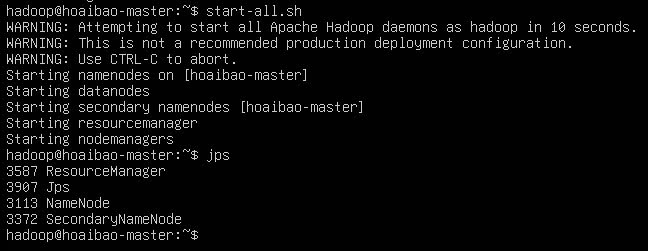 hadoop@hoaibao-master:~$ start-all.sh
WARNING: Attempting to start all Apache Hadoop daemons as hadoop in 10 seconds.
WARNING: This is not a recommended production deployment configuration.
WARNING: Use CTRL-C to abort.
Starting namenodes on [hoaibao-master]
Starting datanodes
Starting secondary namenodes [hoaibao-master]
Starting resourcemanager
Starting nodemanagers
hadoop@hoaibao-master:~$ jps
3587 ResourceManager
3907 Jps
3113 NameNode
3372 SecondaryNameNode
hadoop@hoaibao-master:~$